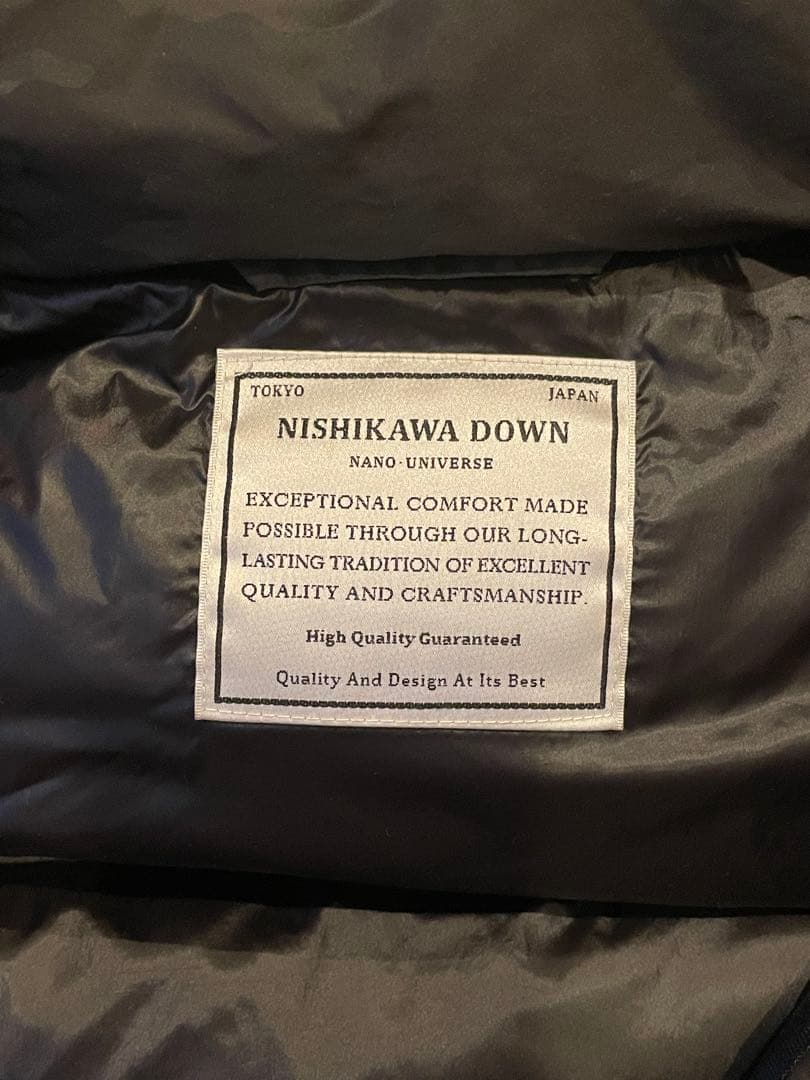 TOKYO JAPAN
NISHIKAWA DOWN
NANO·UNIVERSE
EXCEPTIONAL COMFORT MADE
POSSIBLE THROUGH OUR LONG-
LASTING TRADITION OF EXCELLENT
QUALITY AND CRAFTSMANSHIP.
High Quality Guaranteed
Quality And Design At Its Best